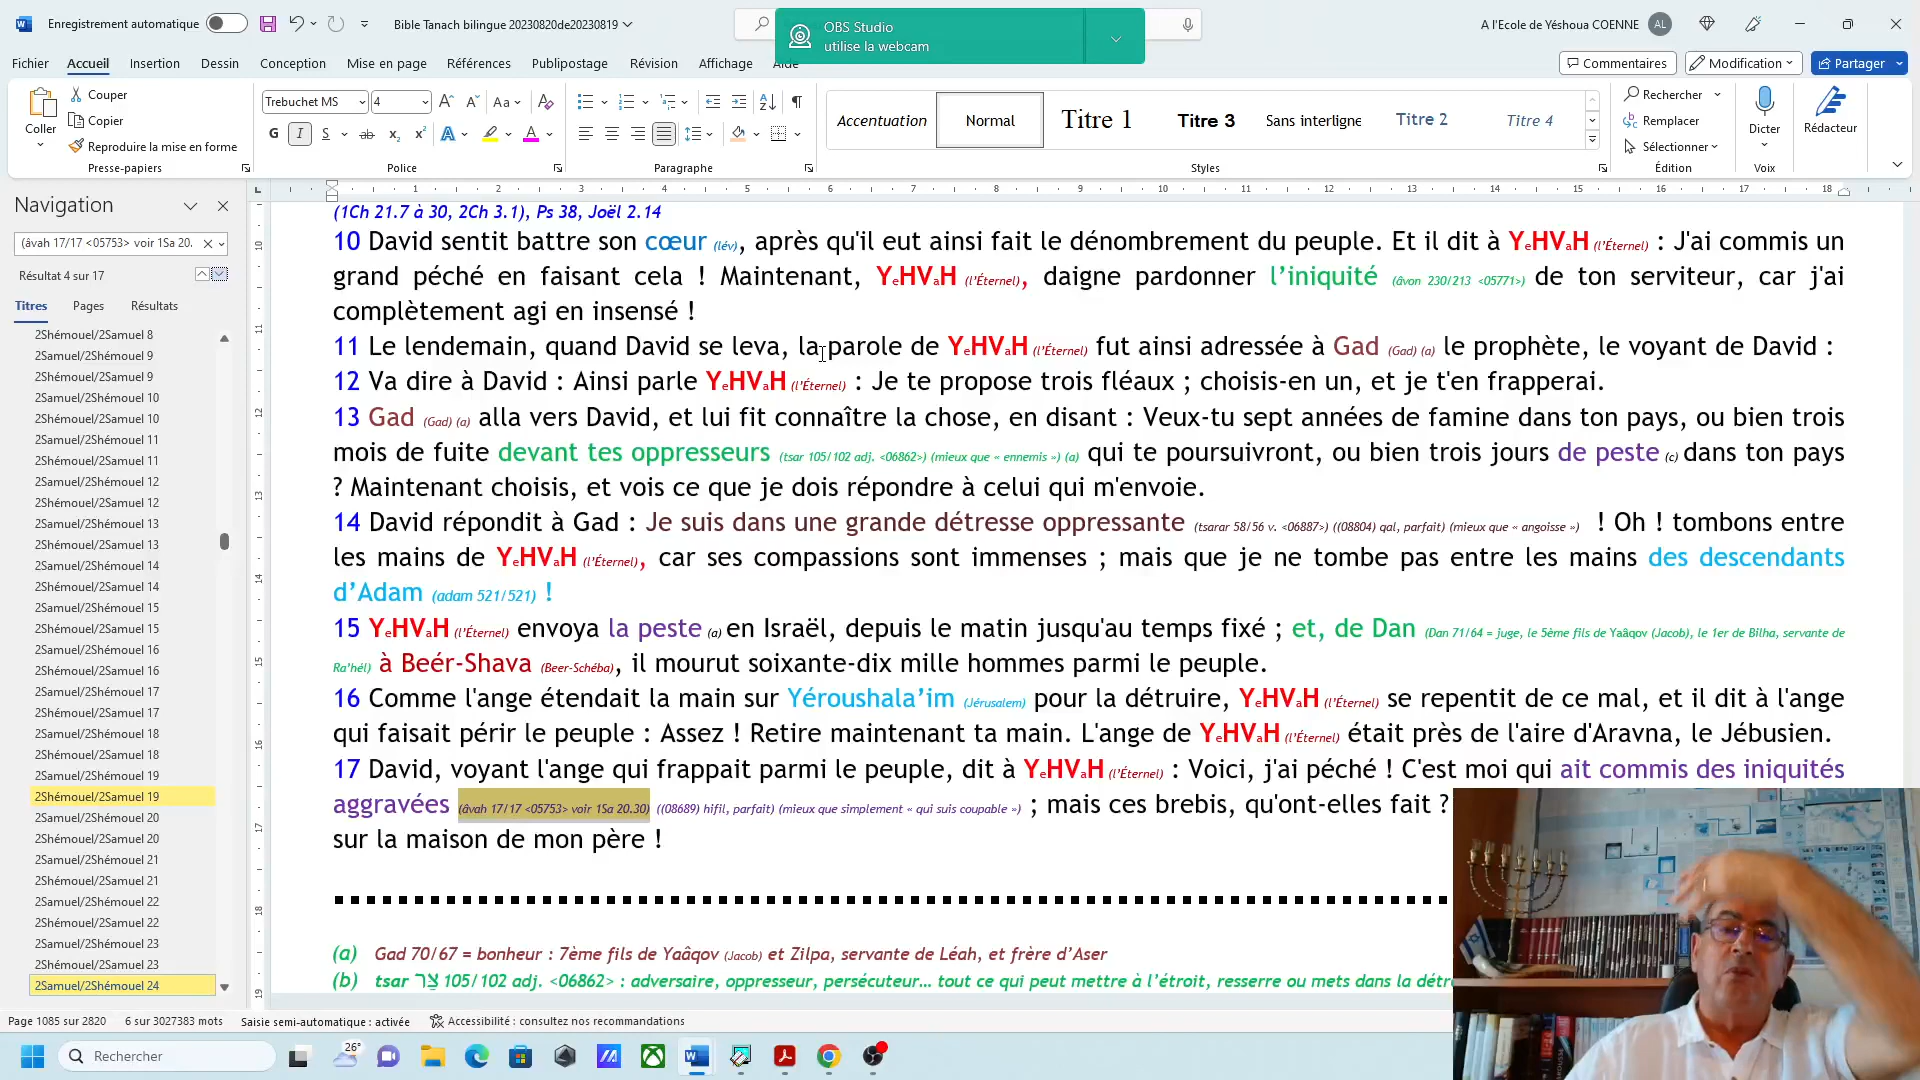 Enregistrement automatique
Bible Tanach bilingue 20230820de20230819
OBS Studio
utilise la webcam
A l'Ecole de Yéshoua COENNE AL
Fichier Accueil Insertion Dessin Conception Mise en page Références Publipostage Révision Affichage Aide
Commentaires Modification Partager
Coller
Couper
Copier
Reproduire la mise en forme
Presse-papiers
Trebuchet MS 4
G I S ab
Police
Paragraphe
Accentuation Normal Titre 1 Titre 3 Sans interligne Titre 2 Titre 4
Styles
Rechercher
Remplacer
Sélectionner
Édition
Dicter
Voix
Rédacteur
Navigation
(âvah 17/17 <05753> voir 1Sa 20.
Résultat 4 sur 17
Titres Pages Résultats
2Shémouel/2Samuel 8
2Shémouel/2Samuel 9
2Shémouel/2Samuel 9
2Shémouel/2Samuel 10
2Shémouel/2Samuel 10
2Shémouel/2Samuel 11
2Shémouel/2Samuel 11
2Shémouel/2Samuel 12
2Shémouel/2Samuel 12
2Shémouel/2Samuel 13
2Shémouel/2Samuel 13
2Samuel/2Shémouel 14
2Samuel/2Shémouel 14
2Samuel/2Shémouel 15
2Samuel/2Shémouel 15
2Samuel/2Shémouel 16
2Samuel/2Shémouel 16
2Samuel/2Shémouel 17
2Samuel/2Shémouel 17
2Samuel/2Shémouel 18
2Samuel/2Shémouel 18
2Shémouel/2Samuel 19
2Shémouel/2Samuel 19
2Shémouel/2Samuel 20
2Shémouel/2Samuel 20
2Shémouel/2Samuel 21
2Shémouel/2Samuel 21
2Samuel/2Shémouel 22
2Samuel/2Shémouel 22
2Samuel/2Shémouel 23
2Samuel/2Shémouel 23
2Samuel/2Shémouel 24
1 2 3 4 5 6 7 8 9 10 11 12 13 14 15 16 17 18
(1Ch 21.7 à 30, 2Ch 3.1), Ps 38, Joël 2.14
10 David sentit battre son cœur (lév), après qu'il eut ainsi fait le dénombrement du peuple. Et il dit à YeHVaH (l'Éternel) : J'ai commis un
grand péché en faisant cela ! Maintenant, YeHVaH (l'Éternel), daigne pardonner l’iniquité (âvon 230/213 <05771>) de ton serviteur, car j'ai
complètement agi en insensé !
11 Le lendemain, quand David se leva, la parole de YeHVaH (l'Éternel) fut ainsi adressée à Gad (Gad) (a) le prophète, le voyant de David :
12 Va dire à David : Ainsi parle YeHVaH (l'Éternel) : Je te propose trois fléaux ; choisis-en un, et je t'en frapperai.
13 Gad (Gad) (a) alla vers David, et lui fit connaître la chose, en disant : Veux-tu sept années de famine dans ton pays, ou bien trois
mois de fuite devant tes oppresseurs (tsar 105/102 adj. <06862>) (mieux que « ennemis ») (a) qui te poursuivront, ou bien trois jours de peste (c) dans ton pays
? Maintenant choisis, et vois ce que je dois répondre à celui qui m'envoie.
14 David répondit à Gad : Je suis dans une grande détresse oppressante (tsarar 58/56 v. <06887>) ((08804) qal, parfait) (mieux que « angoisse ») ! Oh ! tombons entre
les mains de YeHVaH (l'Éternel), car ses compassions sont immenses ; mais que je ne tombe pas entre les mains des descendants
d’Adam (adam 521/521) !
15 YeHVaH (l'Éternel) envoya la peste (a) en Israël, depuis le matin jusqu'au temps fixé ; et, de Dan (Dan 71/64 = juge, le 5ème fils de Yaâqov (Jacob), le 1er de Bilha, servante de
Ra'hél) à Beér-Shava (Beer-Schéba), il mourut soixante-dix mille hommes parmi le peuple.
16 Comme l'ange étendait la main sur Yéroushala’im (Jérusalem) pour la détruire, YeHVaH (l'Éternel) se repentit de ce mal, et il dit à l'ange
qui faisait périr le peuple : Assez ! Retire maintenant ta main. L'ange de YeHVaH (l'Éternel) était près de l'aire d'Aravna, le Jébusien.
17 David, voyant l'ange qui frappait parmi le peuple, dit à YeHVaH (l'Éternel) : Voici, j'ai péché ! C'est moi qui ait commis des iniquités
aggravées (âvah 17/17 <05753> voir 1Sa 20.30) ((08689) hifil, parfait) (mieux que simplement « qui suis coupable ») ; mais ces brebis, qu'ont-elles fait ?
sur la maison de mon père !
(a) Gad 70/67 = bonheur : 7ème fils de Yaâqov (Jacob) et Zilpa, servante de Léah, et frère d’Aser
(b) tsar צַר 105/102 adj. <06862> : adversaire, oppresseur, persécuteur... tout ce qui peut mettre à l’étroit, resserre ou mets dans la détr
Page 1085 sur 2820 6 sur 3027383 mots Saisie semi-automatique : activée Accessibilité : consultez nos recommandations
Rechercher
26°